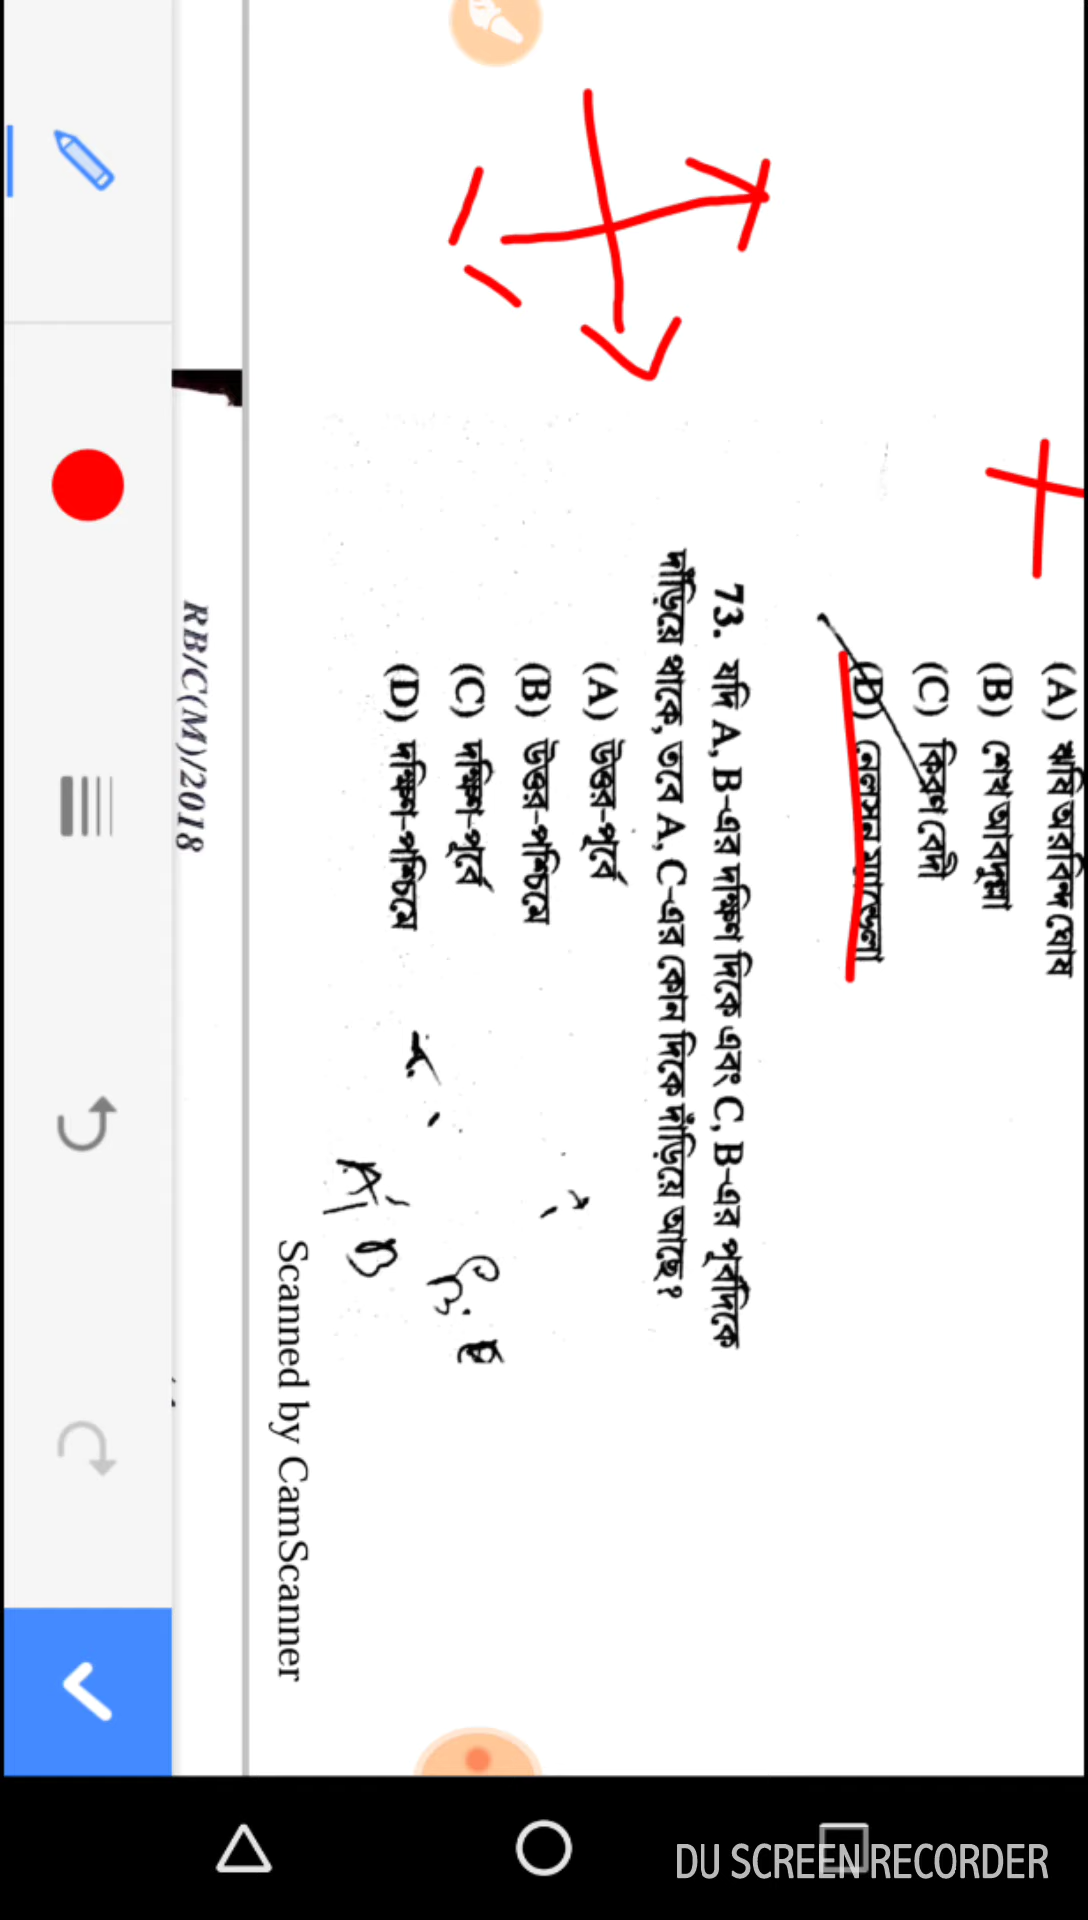 (A) ঋষি অরবিন্দ ঘোষ
(B) শেখ আবদুল্লা
(C) কিরণ বেদী
(D) নেলসন ম্যান্ডেলা
73. যদি A, B-এর দক্ষিণ দিকে এবং C, B-এর পূর্বদিকে
দাঁড়িয়ে থাকে, তবে A, C-এর কোন দিকে দাঁড়িয়ে আছে?
(A) উত্তর-পূর্বে
(B) উত্তর-পশ্চিমে
(C) দক্ষিণ-পূর্বে
(D) দক্ষিণ-পশ্চিমে
A B
Scanned by CamScanner
RB/C(M)/2018
DU SCREEN RECORDER